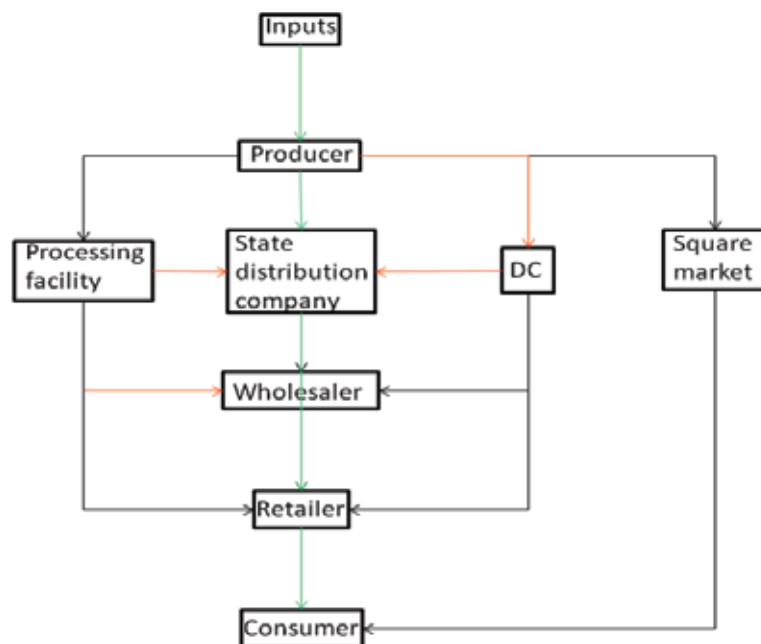 Inputs
Producer
Processing
facility
State
distribution
company
DC
Square
market
Wholesaler
Retailer
Consumer